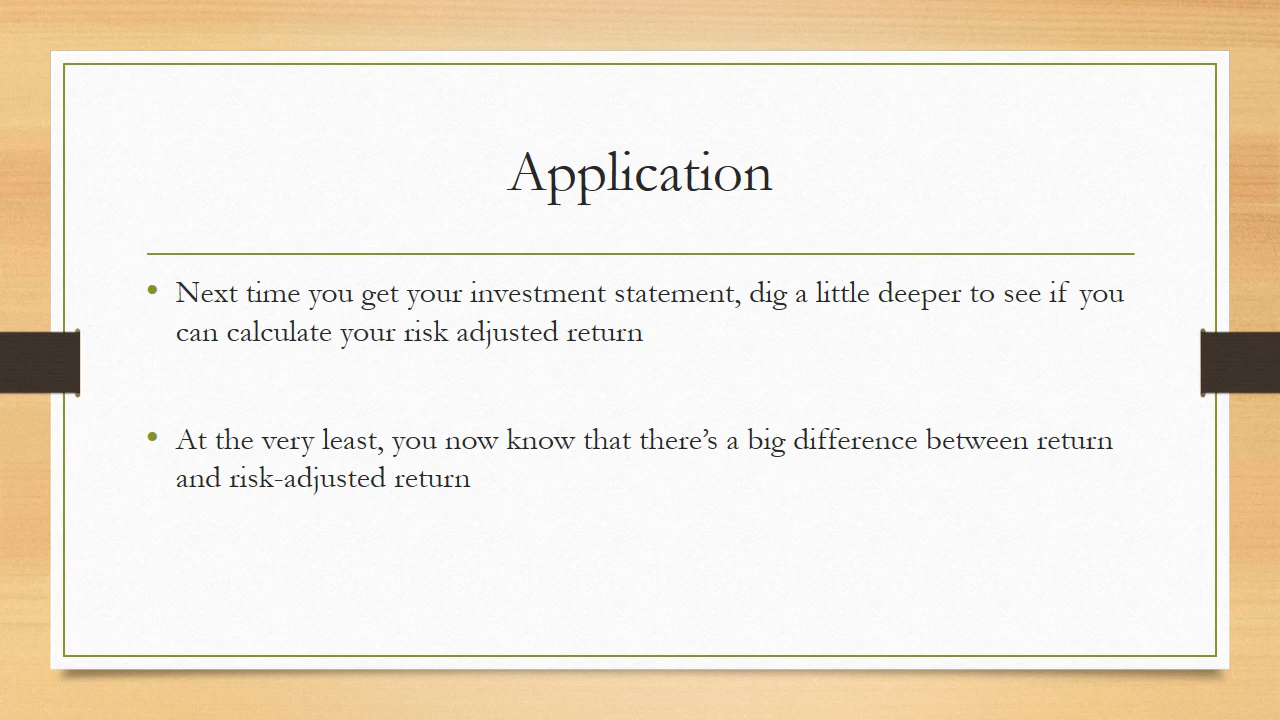 Application
• Next time you get your investment statement, dig a little deeper to see if you
can calculate your risk adjusted return
• At the very least, you now know that there’s a big difference between return
and risk-adjusted return